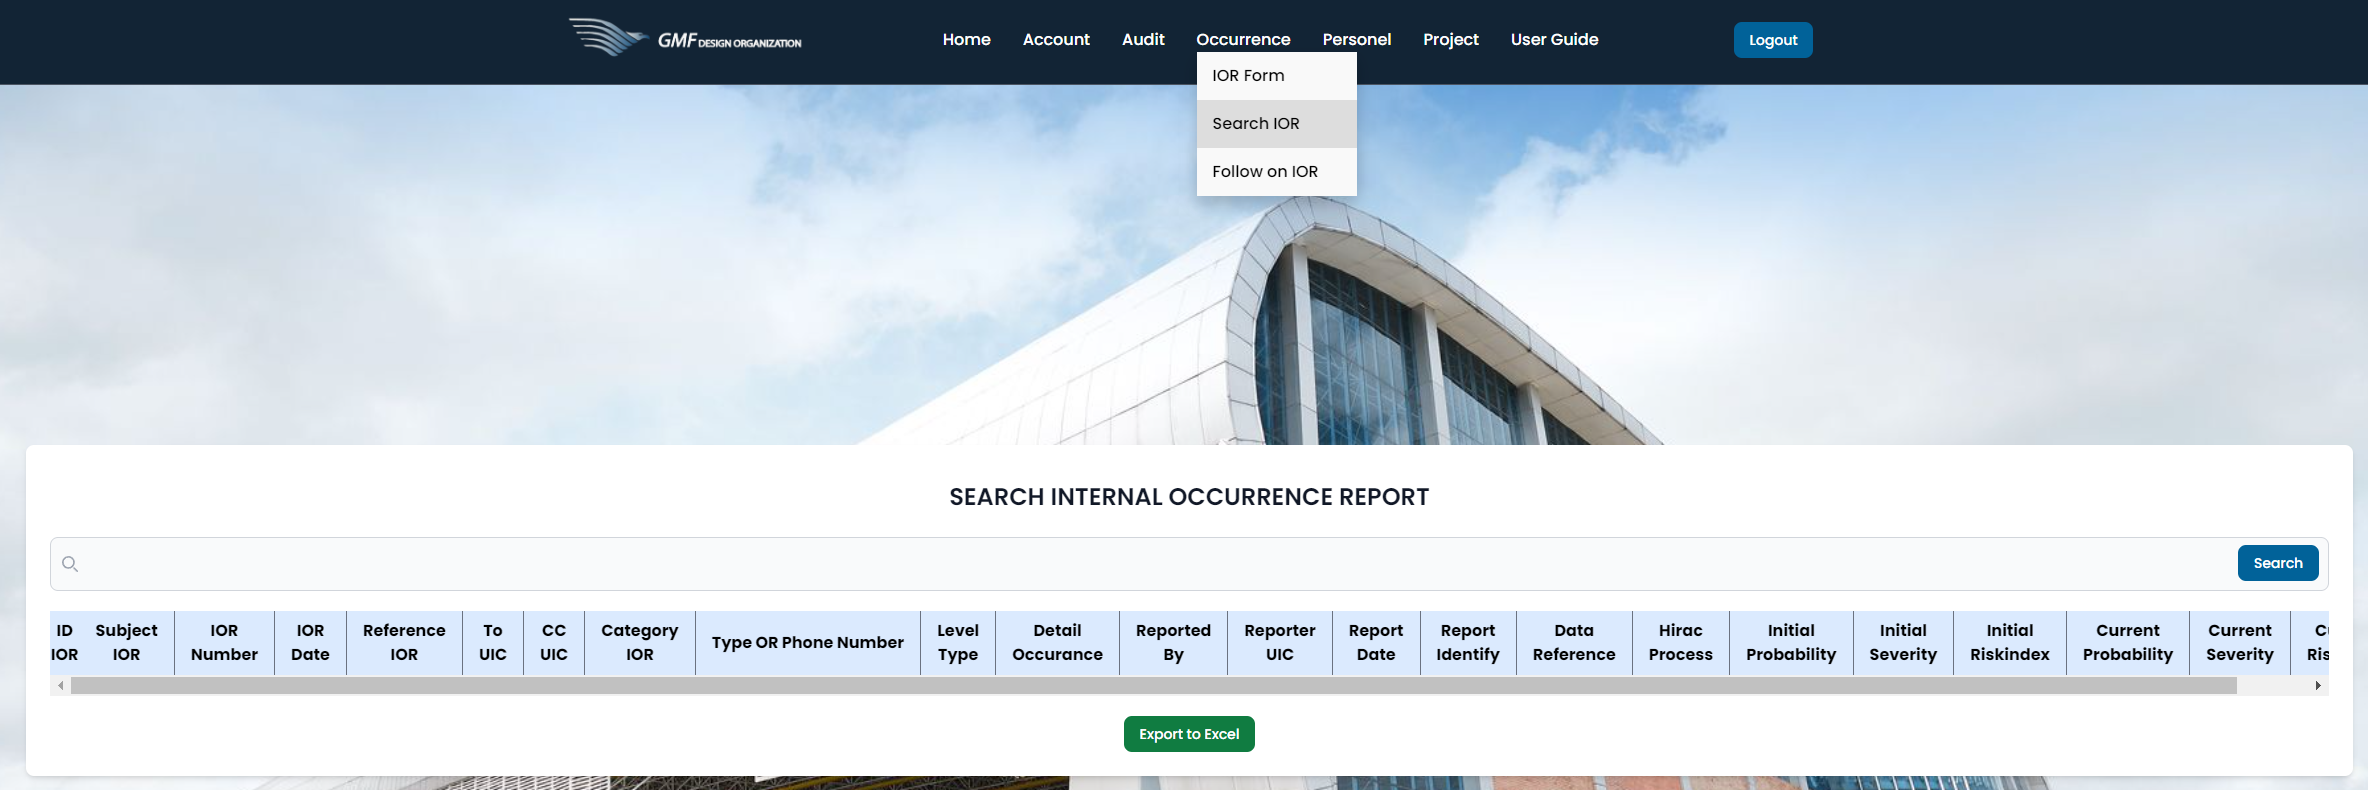 GMF DESIGN ORGANIZATION
Home Account Audit Occurrence Personel Project User Guide Logout
IOR Form
Search IOR
Follow on IOR
SEARCH INTERNAL OCCURRENCE REPORT
Search
ID IOR
Subject IOR
IOR Number
IOR Date
Reference IOR
To UIC
CC UIC
Category IOR
Type OR Phone Number
Level Type
Detail Occurance
Reported By
Reporter UIC
Report Date
Report Identify
Data Reference
Hirac Process
Initial Probability
Initial Severity
Initial Riskindex
Current Probability
Current Severity
Export to Excel